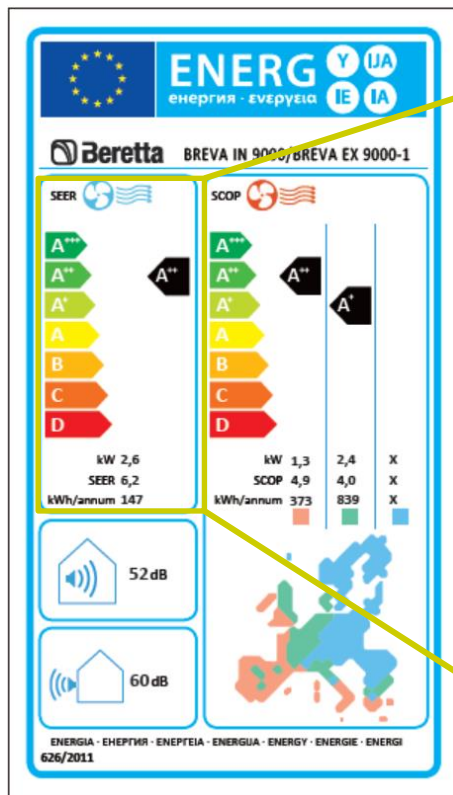 ENERG Y IJA
енергия · ενεργεια IE IA
Beretta BREVA IN 9000/BREVA EX 9000-1
SEER
A+++
A++ A++
A+
A
B
C
D
kW 2,6
SEER 6,2
kWh/annum 147
SCOP
A+++
A++ A++
A+ A+
A
B
C
D
kW 1,3 2,4 X
SCOP 4,9 4,0 X
kWh/annum 373 839 X
52dB
60dB
ENERGIA · ЕНЕРГИЯ · ΕΝΕΡΓΕΙΑ · ENERGIJA · ENERGY · ENERGIE · ENERGI
626/2011